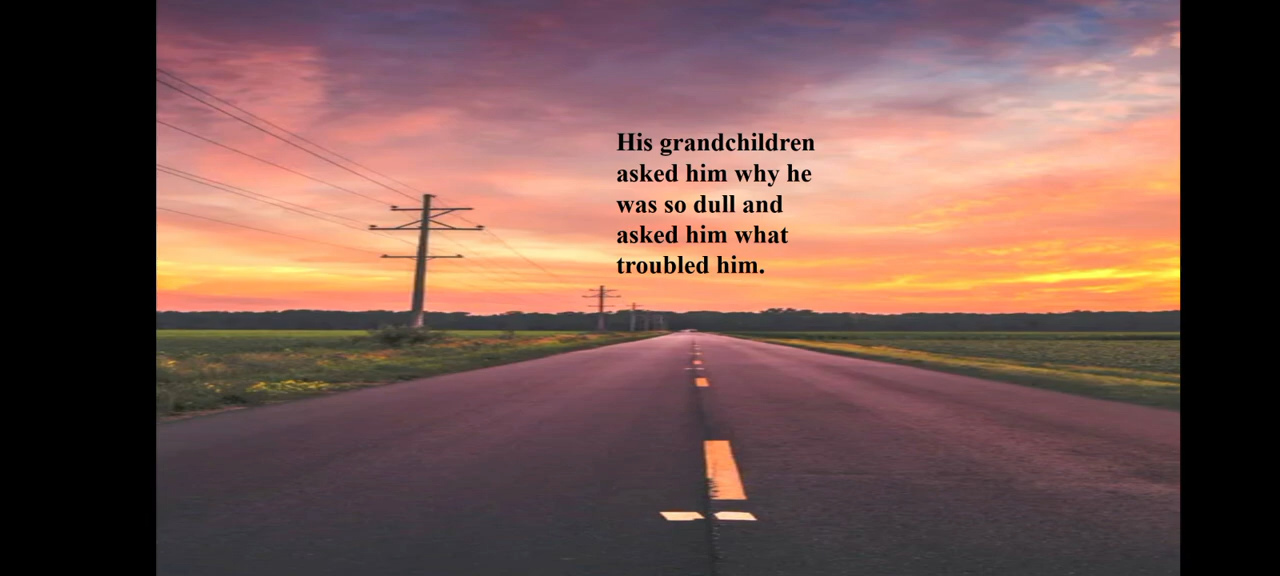 His grandchildren
asked him why he
was so dull and
asked him what
troubled him.